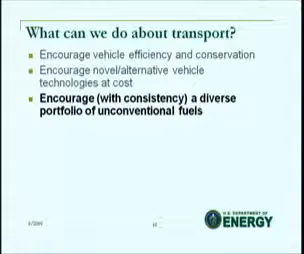 What can we do about transport?
Encourage vehicle efficiency and conservation
Encourage novel/alternative vehicle
technologies at cost
Encourage (with consistency) a diverse
portfolio of unconventional fuels
U.S. DEPARTMENT OF
ENERGY